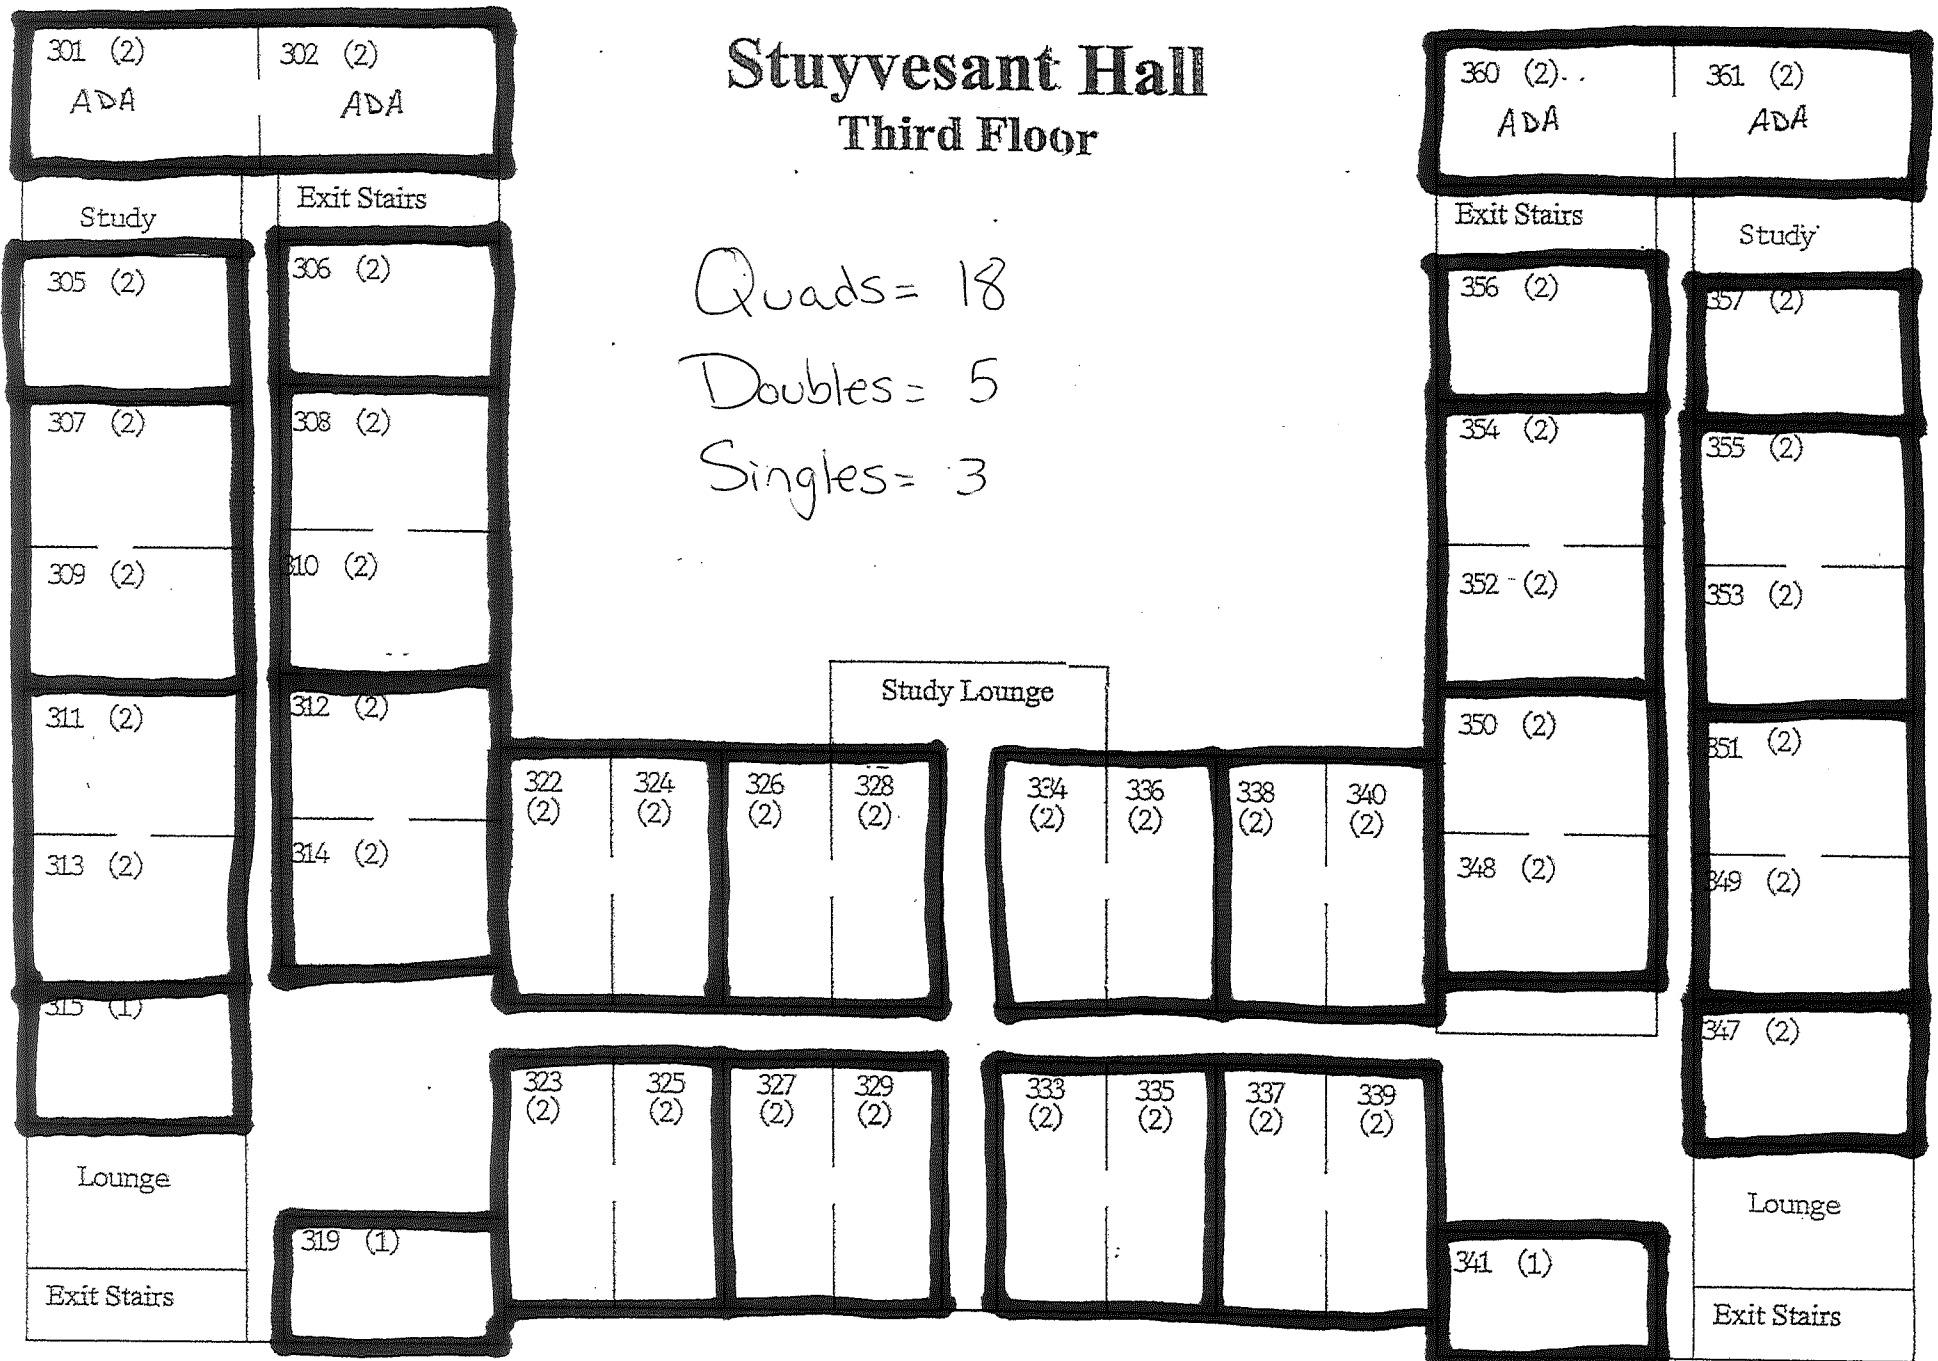 Stuyvesant Hall
Third Floor
301 (2)
ADA
302 (2)
ADA
360 (2)
ADA
361 (2)
ADA
Study
Exit Stairs
Exit Stairs
Study
305 (2)
306 (2)
356 (2)
357 (2)
Quads = 18
Doubles = 5
Singles = 3
307 (2)
308 (2)
354 (2)
355 (2)
309 (2)
310 (2)
352 (2)
353 (2)
311 (2)
312 (2)
350 (2)
351 (2)
Study Lounge
313 (2)
314 (2)
348 (2)
349 (2)
322 (2)
324 (2)
326 (2)
328 (2)
334 (2)
336 (2)
338 (2)
340 (2)
315 (1)
347 (2)
323 (2)
325 (2)
327 (2)
329 (2)
333 (2)
335 (2)
337 (2)
339 (2)
Lounge
Lounge
319 (1)
341 (1)
Exit Stairs
Exit Stairs